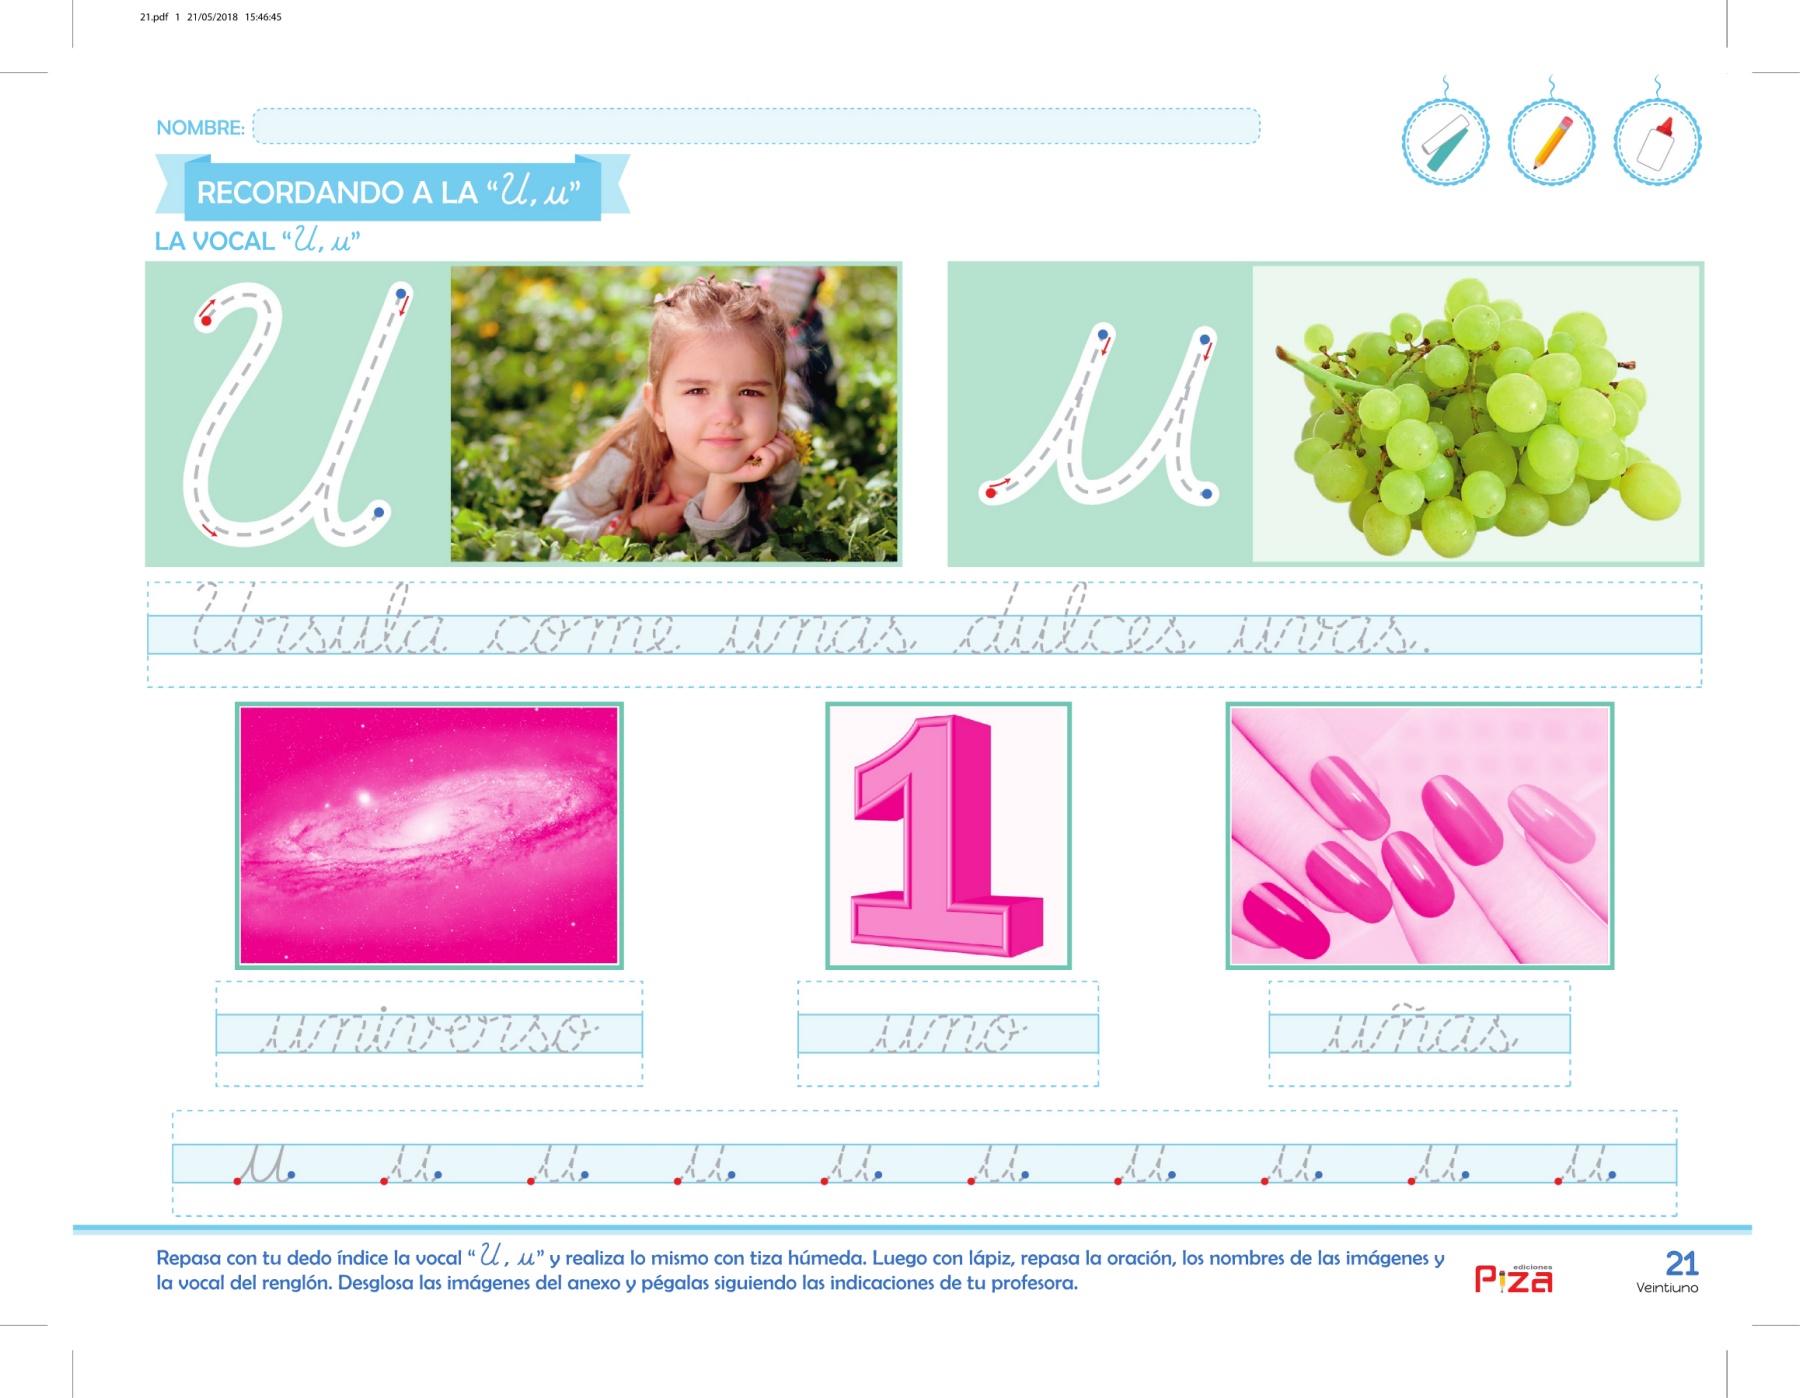 21.pdf 1 21/05/2018 15:46:45
NOMBRE:
RECORDANDO A LA “U, u”
LA VOCAL “U, u”
U
u
Ursula come unas dulces uvas.
1
universo
uno
uñas
u u u u u u u u u u
Repasa con tu dedo índice la vocal “U, u” y realiza lo mismo con tiza húmeda. Luego con lápiz, repasa la oración, los nombres de las imágenes y
la vocal del renglón. Desglosa las imágenes del anexo y pégalas siguiendo las indicaciones de tu profesora.
ediciones
Piza
21
Veintiuno